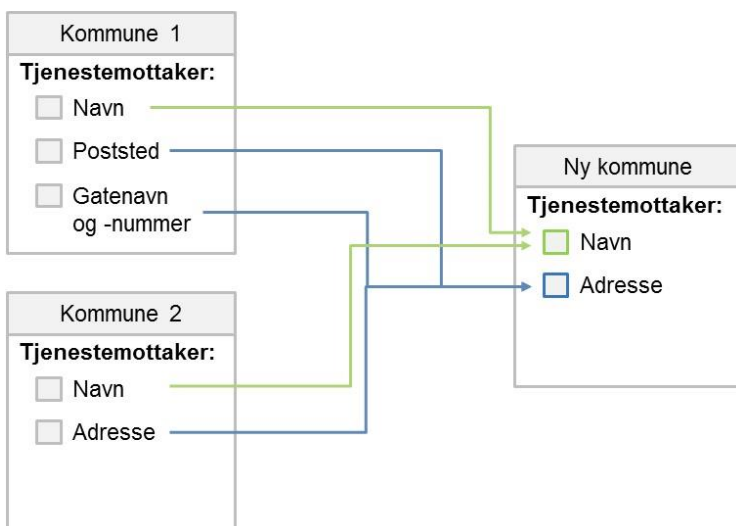 Kommune 1
Tjenestemottaker:
Navn
Poststed
Gatenavn
og -nummer
Kommune 2
Tjenestemottaker:
Navn
Adresse
Ny kommune
Tjenestemottaker:
Navn
Adresse